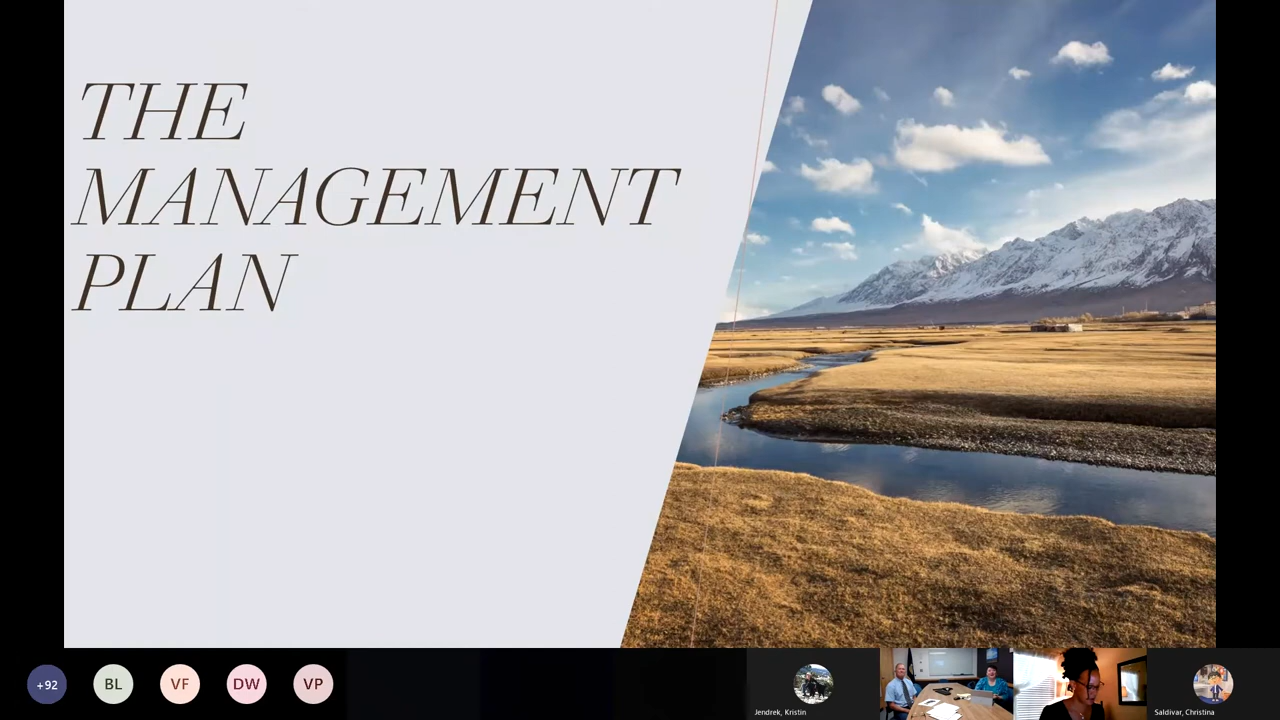 THE
MANAGEMENT
PLAN
+92
BL
VF
DW
VP
Jendrek, Kristin
Saldivar, Christina